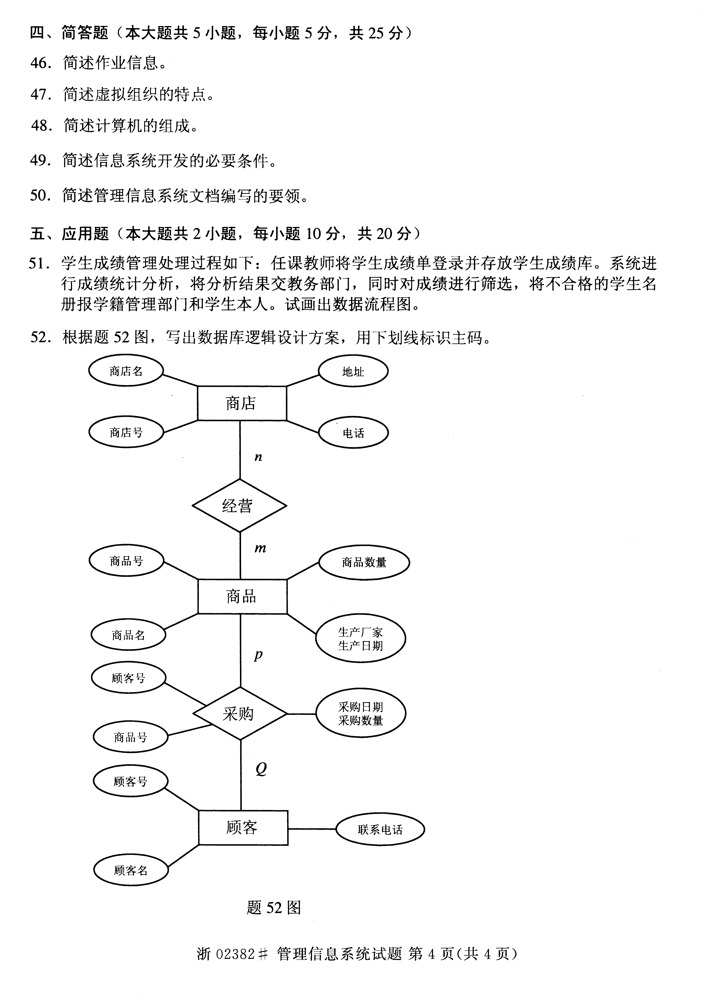 四、简答题（本大题共 5 小题，每小题 5 分，共 25 分）
46．简述作业信息。
47．简述虚拟组织的特点。
48．简述计算机的组成。
49．简述信息系统开发的必要条件。
50．简述管理信息系统文档编写的要领。
五、应用题（本大题共 2 小题，每小题 10 分，共 20 分）
51．学生成绩管理处理过程如下：任课教师将学生成绩单登录并存放学生成绩库。系统进
行成绩统计分析，将分析结果交教务部门，同时对成绩进行筛选，将不合格的学生名
册报学籍管理部门和学生本人。试画出数据流程图。
52．根据题 52 图，写出数据库逻辑设计方案，用下划线标识主码。
商店名
地址
商店
商店号
电话
n
经营
m
商品号
商品数量
商品
商品名
生产厂家
生产日期
p
顾客号
采购
采购日期
采购数量
商品号
Q
顾客号
顾客
联系电话
顾客名
题 52 图
浙 02382＃ 管理信息系统试题 第 4 页(共 4 页)